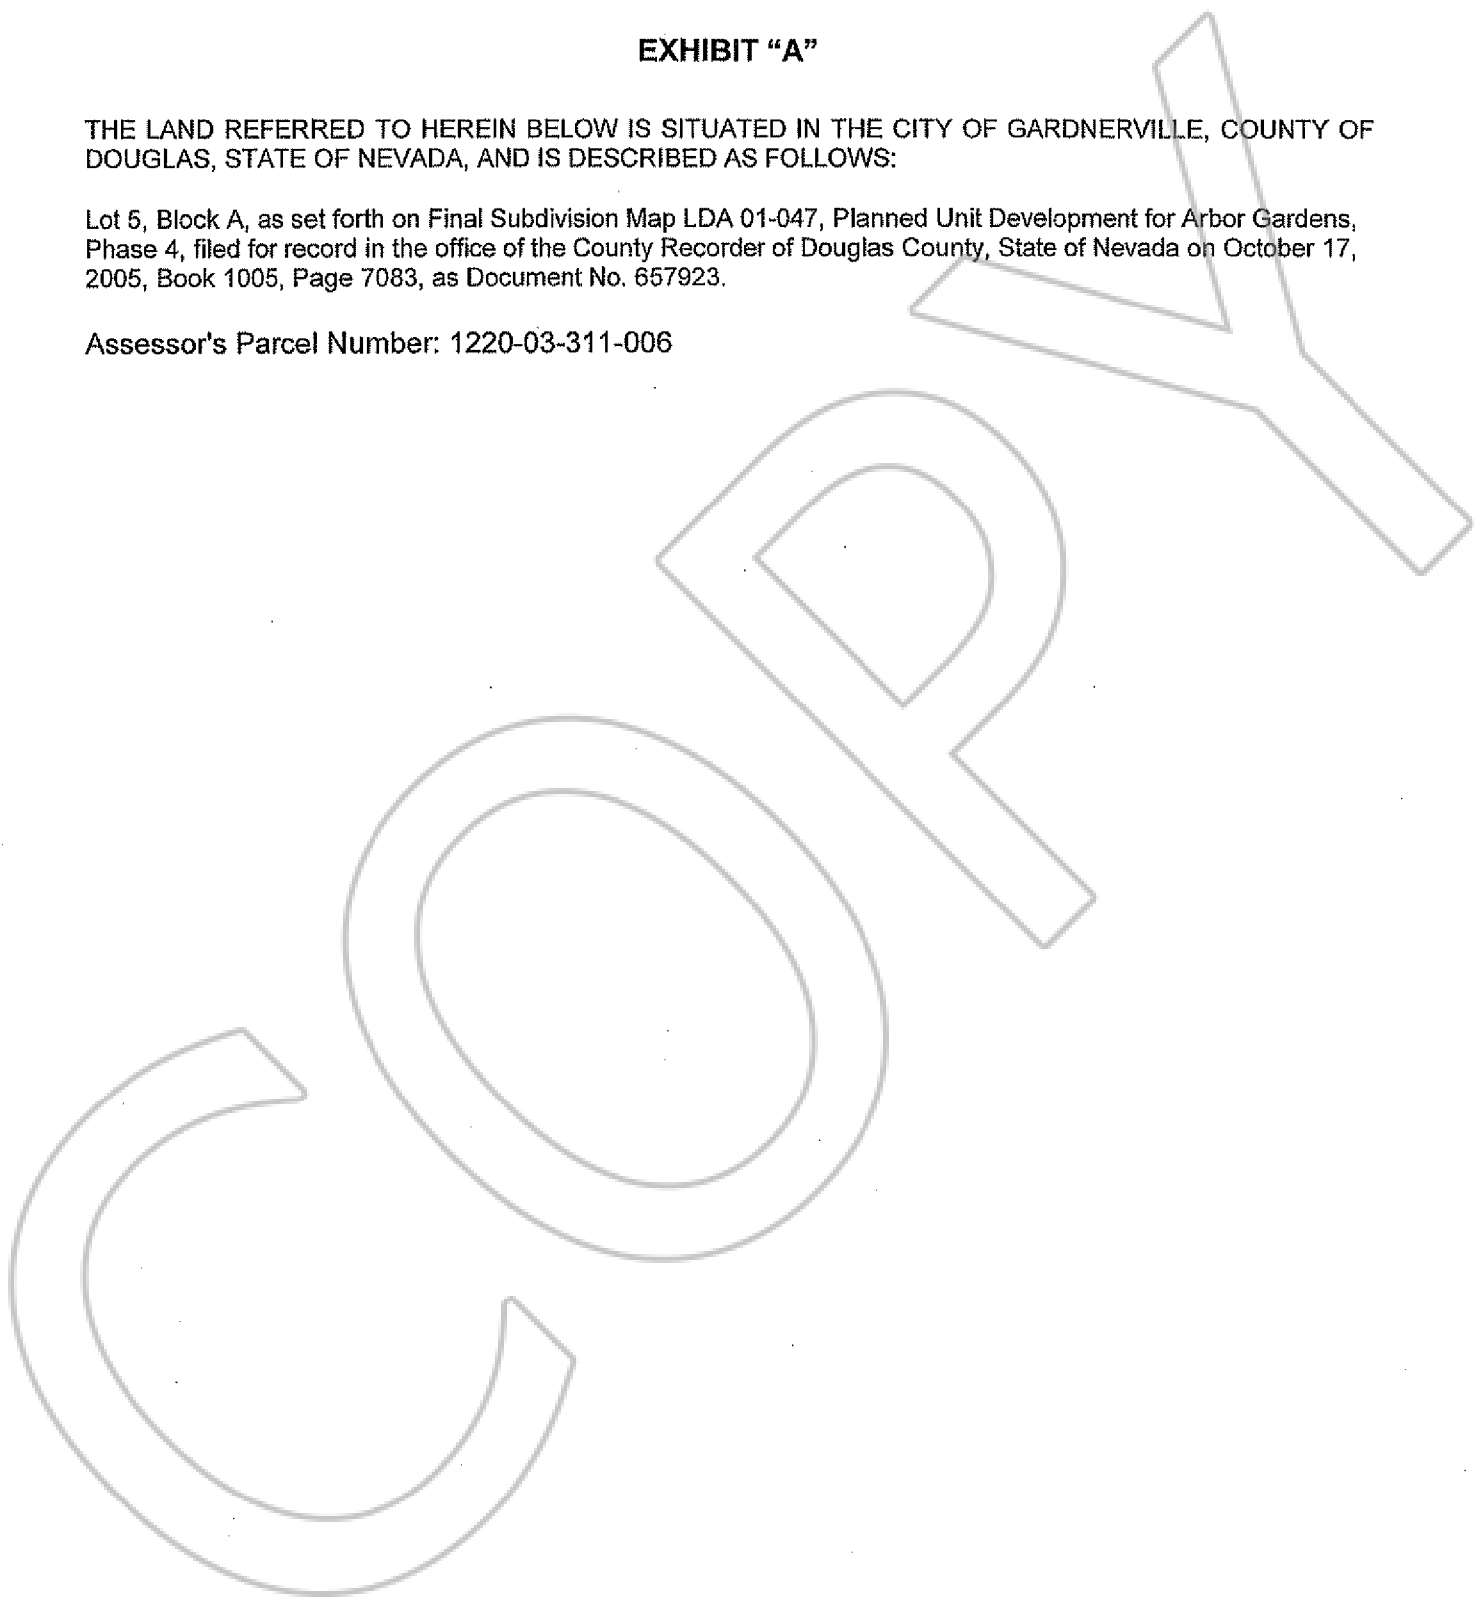 EXHIBIT “A”
THE LAND REFERRED TO HEREIN BELOW IS SITUATED IN THE CITY OF GARDNERVILLE, COUNTY OF
DOUGLAS, STATE OF NEVADA, AND IS DESCRIBED AS FOLLOWS:
Lot 5, Block A, as set forth on Final Subdivision Map LDA 01-047, Planned Unit Development for Arbor Gardens,
Phase 4, filed for record in the office of the County Recorder of Douglas County, State of Nevada on October 17,
2005, Book 1005, Page 7083, as Document No. 657923.
Assessor's Parcel Number: 1220-03-311-006
COPY